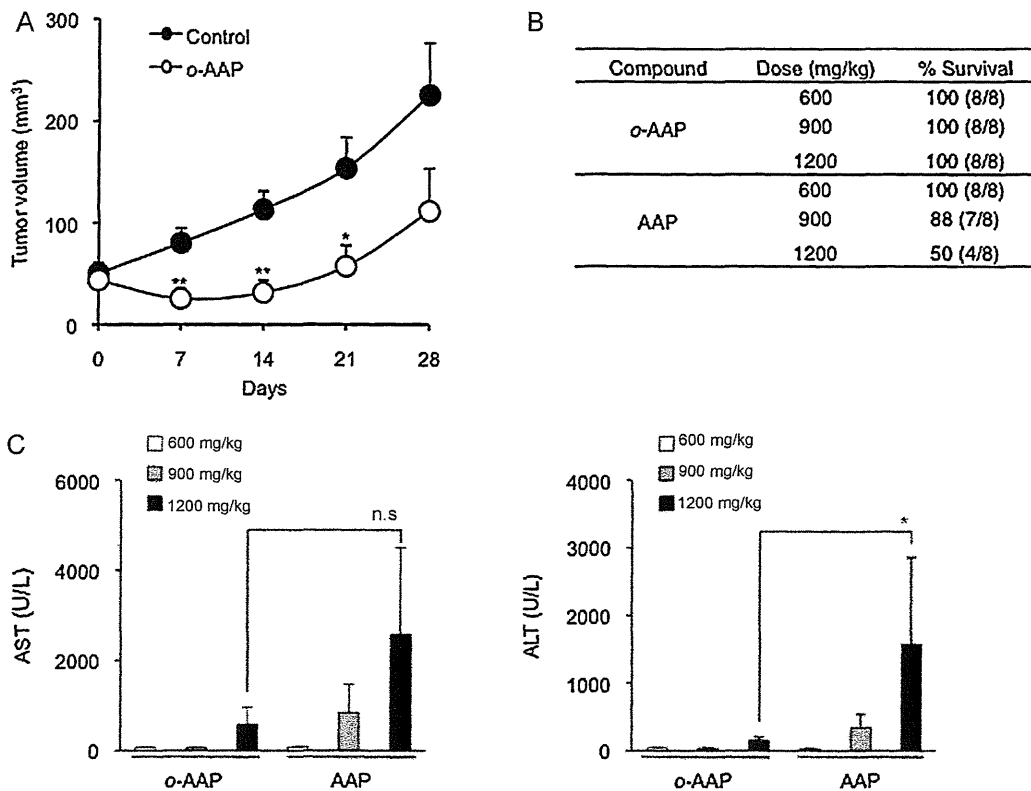 A
300
200
100
0
Tumor volume (mm³)
Control
o-AAP
**
**
*
0 7 14 21 28
Days
B
Compound Dose (mg/kg) % Survival
600 100 (8/8)
o-AAP 900 100 (8/8)
1200 100 (8/8)
600 100 (8/8)
AAP 900 88 (7/8)
1200 50 (4/8)
C
600 mg/kg
900 mg/kg
1200 mg/kg
6000
4000
2000
0
AST (U/L)
n.s
o-AAP AAP
600 mg/kg
900 mg/kg
1200 mg/kg
4000
3000
2000
1000
0
ALT (U/L)
*
o-AAP AAP